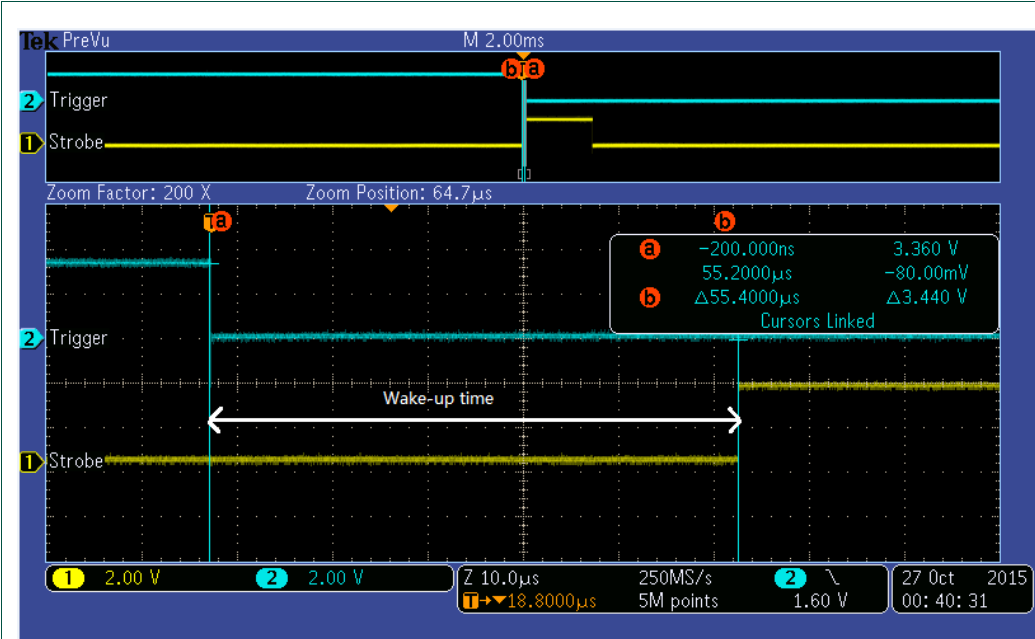 Tek PreVu M 2.00ms
b T a
2 Trigger
1 Strobe
Zoom Factor: 200 X Zoom Position: 64.7µs
T a b
a -200.000ns 3.360 V
55.2000µs -80.00mV
b Δ55.4000µs Δ3.440 V
Cursors Linked
2 Trigger
Wake-up time
1 Strobe
1 2.00 V 2 2.00 V Z 10.0µs 250MS/s 2 \ 27 Oct 2015
T→▼18.8000µs 5M points 1.60 V 00:40:31